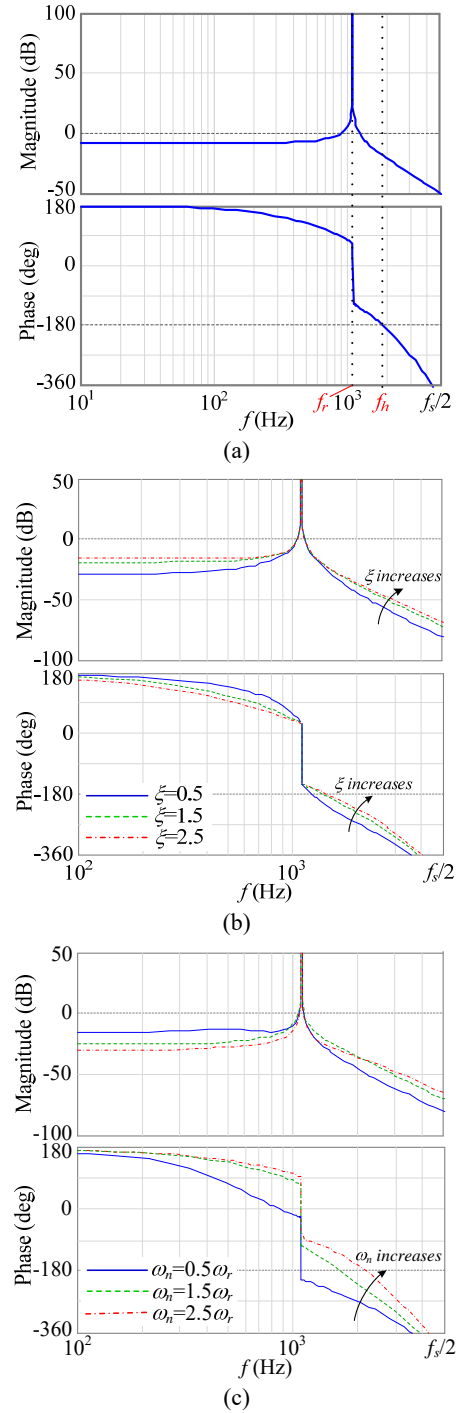 100
50
0
-50
Magnitude (dB)
180
0
-180
-360
Phase (deg)
10¹
10²
10³
f_r
f_h
f_s/2
f (Hz)
(a)
50
0
-50
-100
Magnitude (dB)
ξ increases
180
0
-180
-360
Phase (deg)
ξ=0.5
ξ=1.5
ξ=2.5
ξ increases
10²
10³
f_s/2
f (Hz)
(b)
50
0
-50
-100
Magnitude (dB)
180
0
-180
-360
Phase (deg)
ω_n increases
ω_n=0.5ω_r
ω_n=1.5ω_r
ω_n=2.5ω_r
10²
10³
f_s/2
f (Hz)
(c)